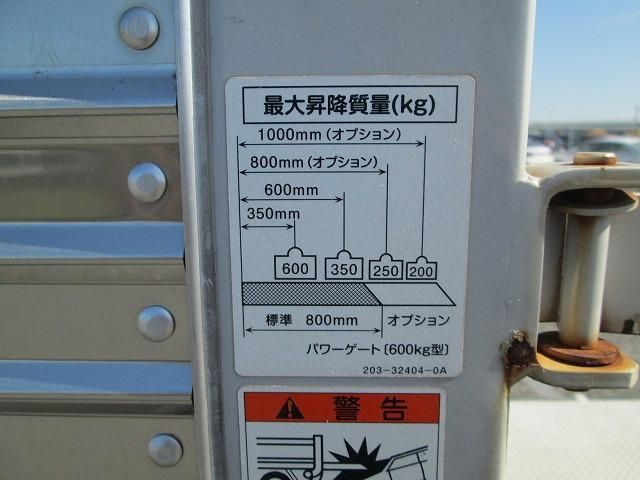 最大昇降質量(kg)
1000mm(オプション)
800mm(オプション)
600mm
350mm
600 350 250 200
標準 800mm オプション
パワーゲート〔600kg型〕
203-32404-0A
警告